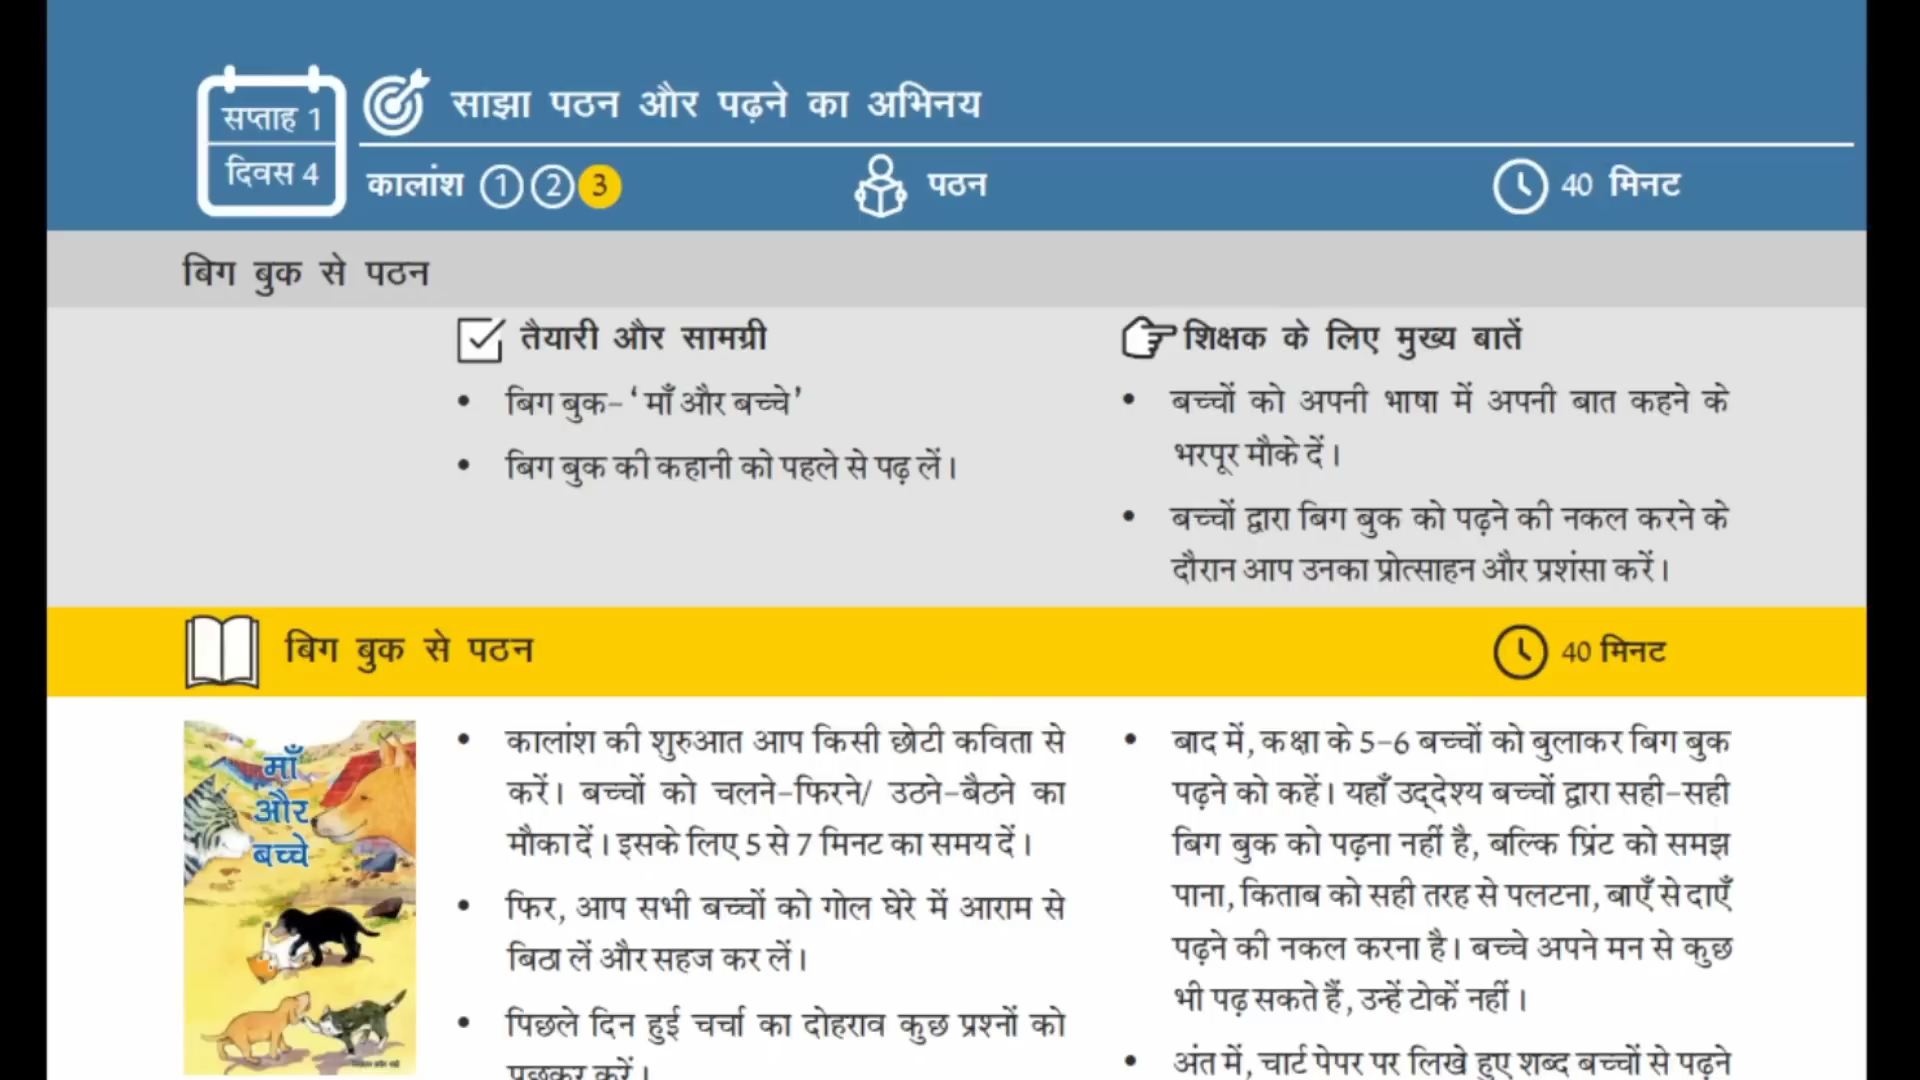 सप्ताह 1
दिवस 4
साझा पठन और पढ़ने का अभिनय
कालांश 1 2 3
पठन
40 मिनट
बिग बुक से पठन
तैयारी और सामग्री
• बिग बुक–‘माँ और बच्चे’
• बिग बुक की कहानी को पहले से पढ़ लें।
शिक्षक के लिए मुख्य बातें
• बच्चों को अपनी भाषा में अपनी बात कहने के
भरपूर मौके दें।
• बच्चों द्वारा बिग बुक को पढ़ने की नकल करने के
दौरान आप उनका प्रोत्साहन और प्रशंसा करें।
बिग बुक से पठन
40 मिनट
माँ
और
बच्चे
• कालांश की शुरुआत आप किसी छोटी कविता से
करें। बच्चों को चलने–फिरने/ उठने–बैठने का
मौका दें। इसके लिए 5 से 7 मिनट का समय दें।
• फिर, आप सभी बच्चों को गोल घेरे में आराम से
बिठा लें और सहज कर लें।
• पिछले दिन हुई चर्चा का दोहराव कुछ प्रश्नों को
पूछकर करें।
• बाद में, कक्षा के 5–6 बच्चों को बुलाकर बिग बुक
पढ़ने को कहें। यहाँ उद्देश्य बच्चों द्वारा सही–सही
बिग बुक को पढ़ना नहीं है, बल्कि प्रिंट को समझ
पाना, किताब को सही तरह से पलटना, बाएँ से दाएँ
पढ़ने की नकल करना है। बच्चे अपने मन से कुछ
भी पढ़ सकते हैं, उन्हें टोकें नहीं।
• अंत में, चार्ट पेपर पर लिखे हुए शब्द बच्चों से पढ़ने